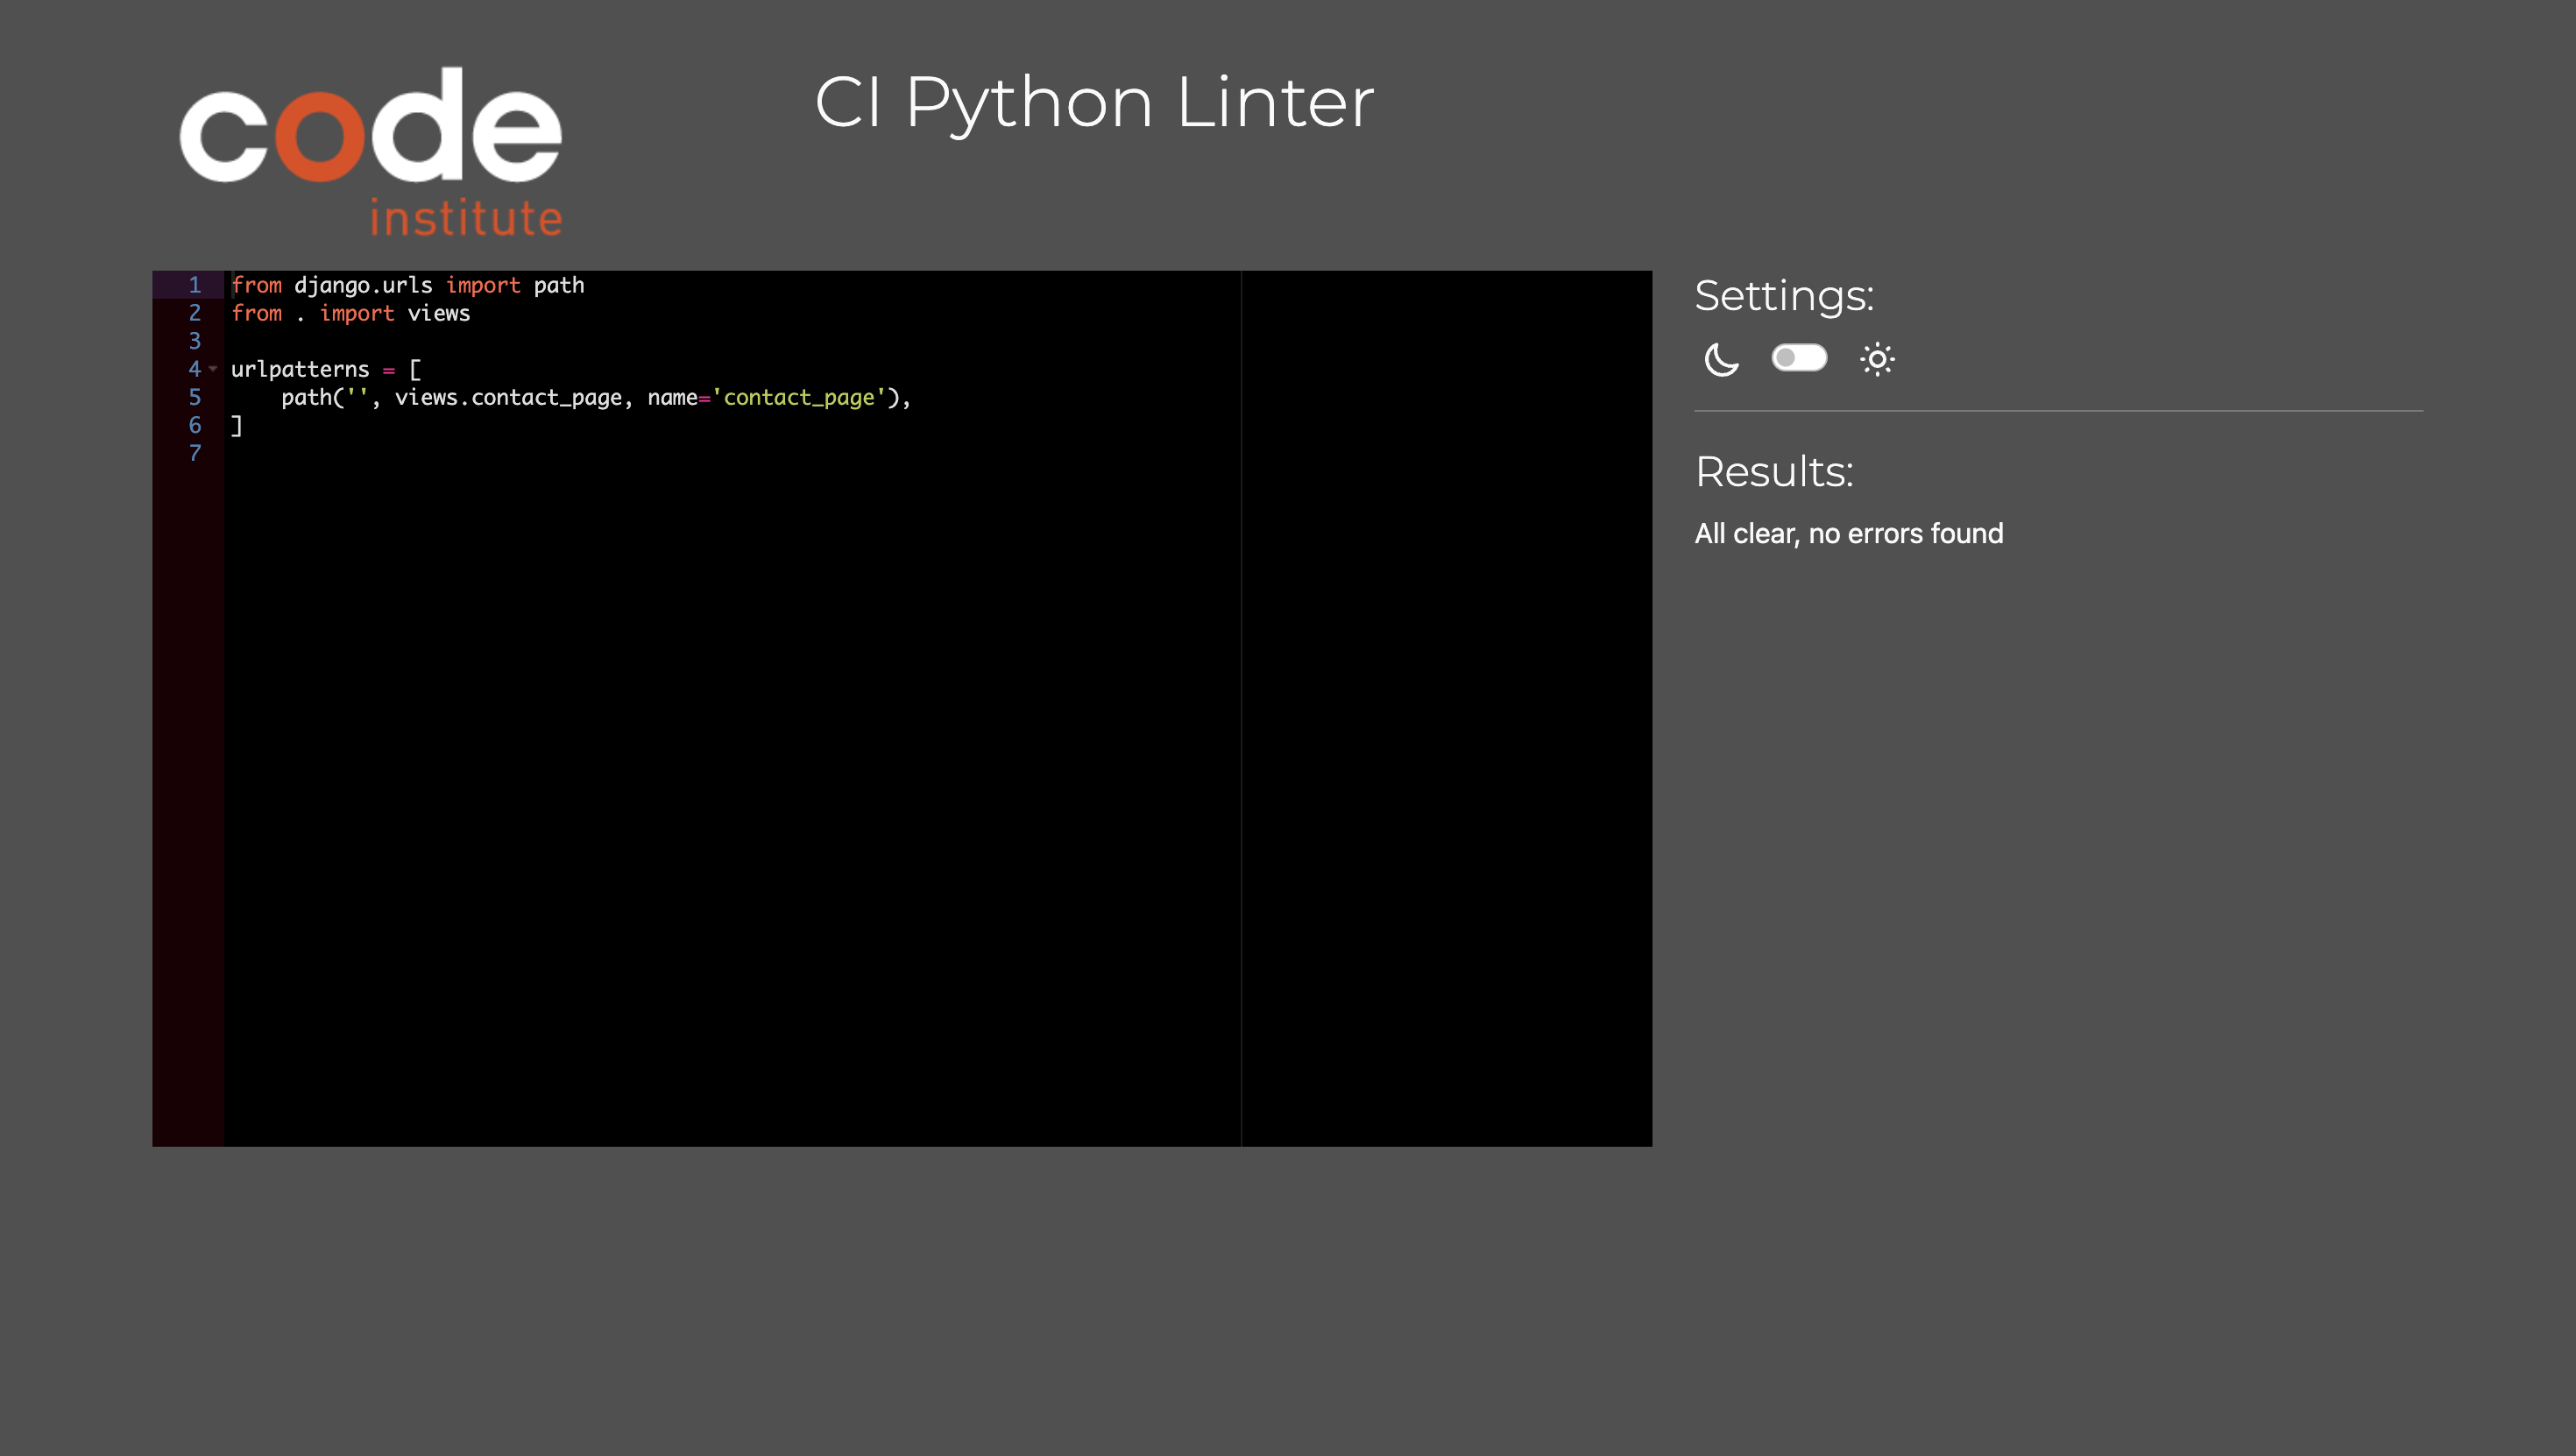 code
institute
CI Python Linter
1 from django.urls import path
2 from . import views
3
4 urlpatterns = [
5     path('', views.contact_page, name='contact_page'),
6 ]
7
Settings:
Results:
All clear, no errors found